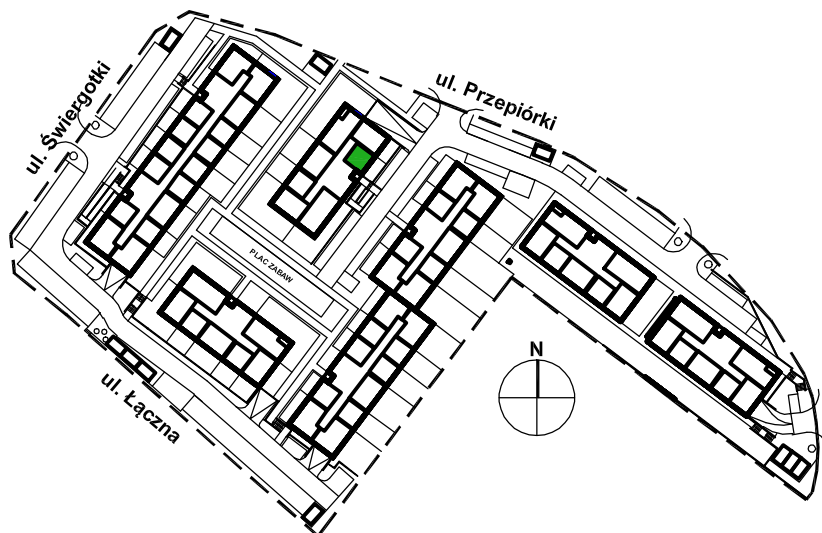 ul. Świergotki
ul. Przepiórki
PLAC ZABAW
N
ul. Łączna